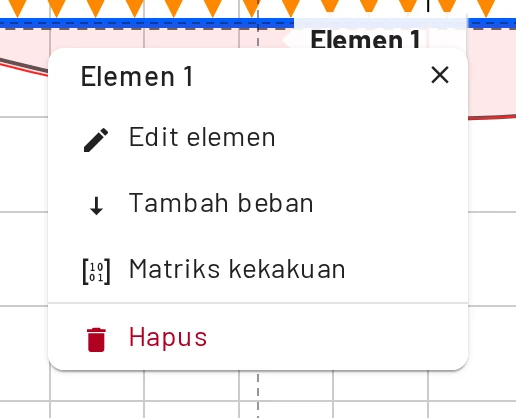 Elemen 1
Elemen 1
Edit elemen
Tambah beban
Matriks kekakuan
Hapus